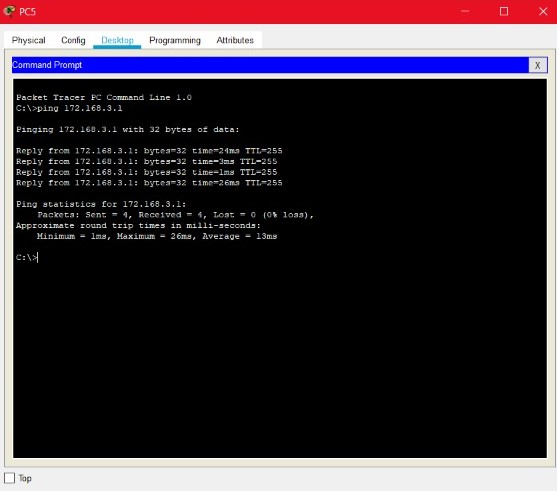 PC5
Physical Config Desktop Programming Attributes
Command Prompt X
Packet Tracer PC Command Line 1.0
C:\>ping 172.168.3.1
Pinging 172.168.3.1 with 32 bytes of data:
Reply from 172.168.3.1: bytes=32 time=24ms TTL=255
Reply from 172.168.3.1: bytes=32 time=3ms TTL=255
Reply from 172.168.3.1: bytes=32 time=1ms TTL=255
Reply from 172.168.3.1: bytes=32 time=26ms TTL=255
Ping statistics for 172.168.3.1:
Packets: Sent = 4, Received = 4, Lost = 0 (0% loss),
Approximate round trip times in milli-seconds:
Minimum = 1ms, Maximum = 26ms, Average = 13ms
C:\>
Top